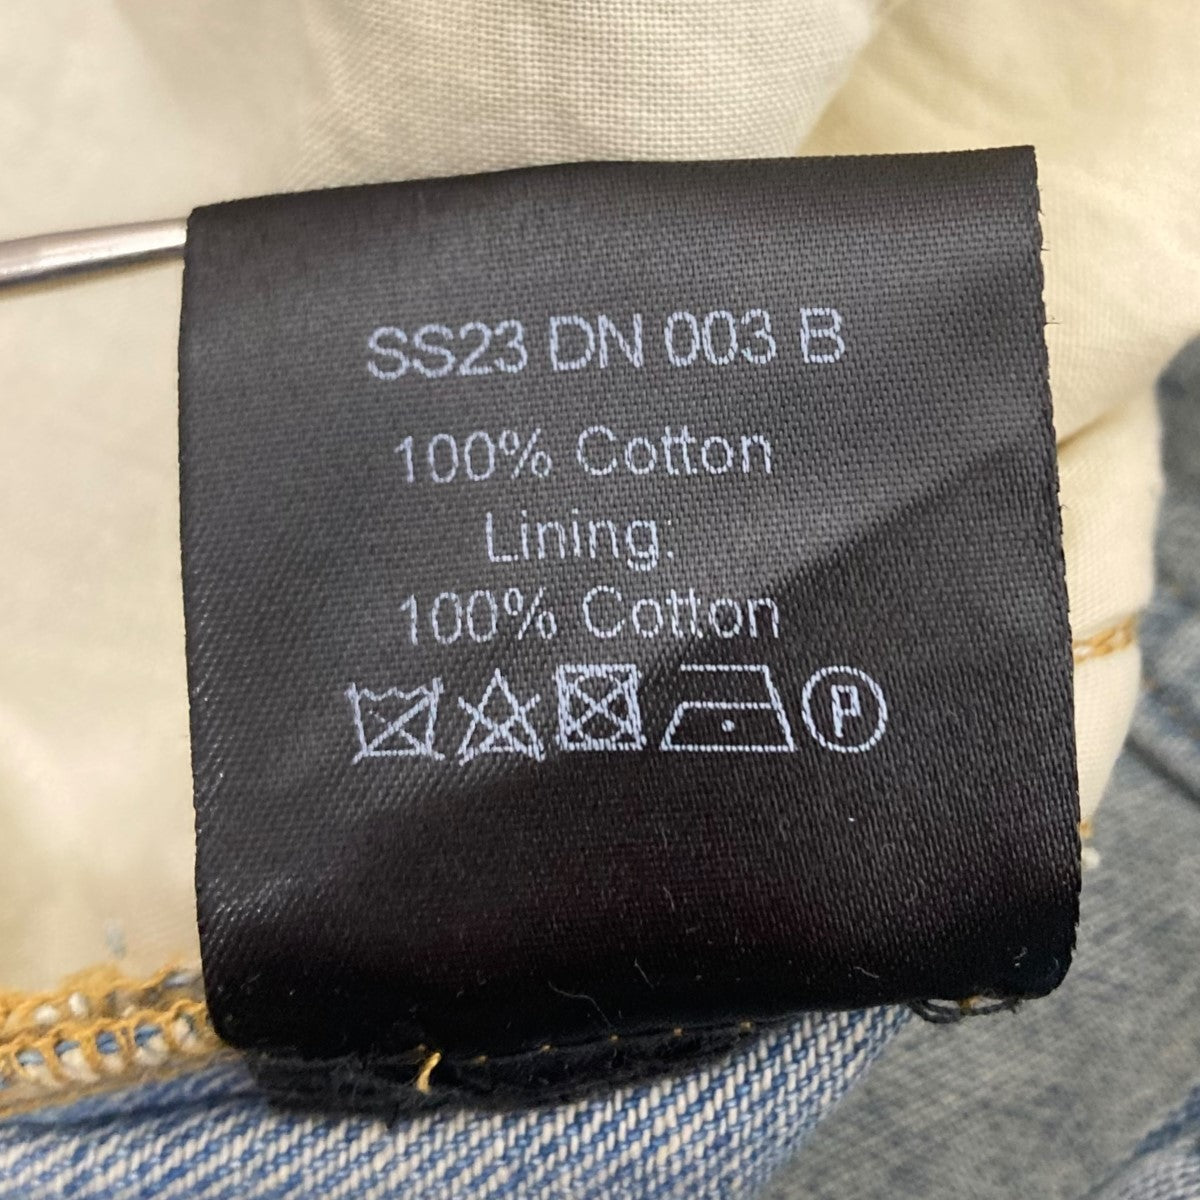 SS23 DN 003 B
100% Cotton
Lining:
100% Cotton
P